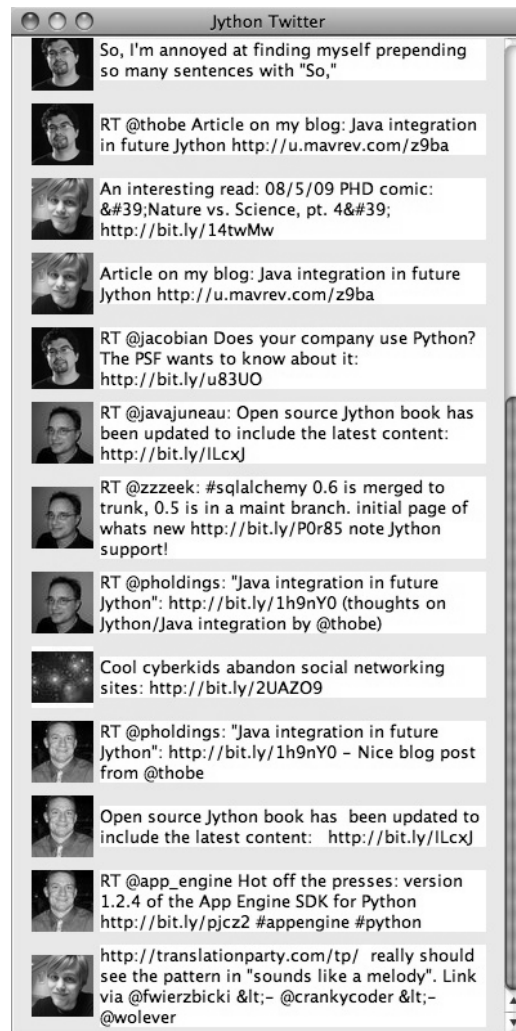 Jython Twitter
So, I'm annoyed at finding myself prepending
so many sentences with "So,"
RT @thobe Article on my blog: Java integration
in future Jython http://u.mavrev.com/z9ba
An interesting read: 08/5/09 PHD comic:
&#39;Nature vs. Science, pt. 4&#39;
http://bit.ly/14twMw
Article on my blog: Java integration in future
Jython http://u.mavrev.com/z9ba
RT @jacobian Does your company use Python?
The PSF wants to know about it:
http://bit.ly/u83UO
RT @javajuneau: Open source Jython book has
been updated to include the latest content:
http://bit.ly/ILcxJ
RT @zzzeek: #sqlalchemy 0.6 is merged to
trunk, 0.5 is in a maint branch. initial page of
whats new http://bit.ly/P0r85 note Jython
support!
RT @pholdings: "Java integration in future
Jython": http://bit.ly/1h9nY0 (thoughts on
Jython/Java integration by @thobe)
Cool cyberkids abandon social networking
sites: http://bit.ly/2UAZO9
RT @pholdings: "Java integration in future
Jython": http://bit.ly/1h9nY0 - Nice blog post
from @thobe
Open source Jython book has  been updated to
include the latest content:   http://bit.ly/ILcxJ
RT @app_engine Hot off the presses: version
1.2.4 of the App Engine SDK for Python
http://bit.ly/pjcz2 #appengine #python
http://translationparty.com/tp/  really should
see the pattern in "sounds like a melody". Link
via @fwierzbicki &lt;- @crankycoder &lt;-
@wolever